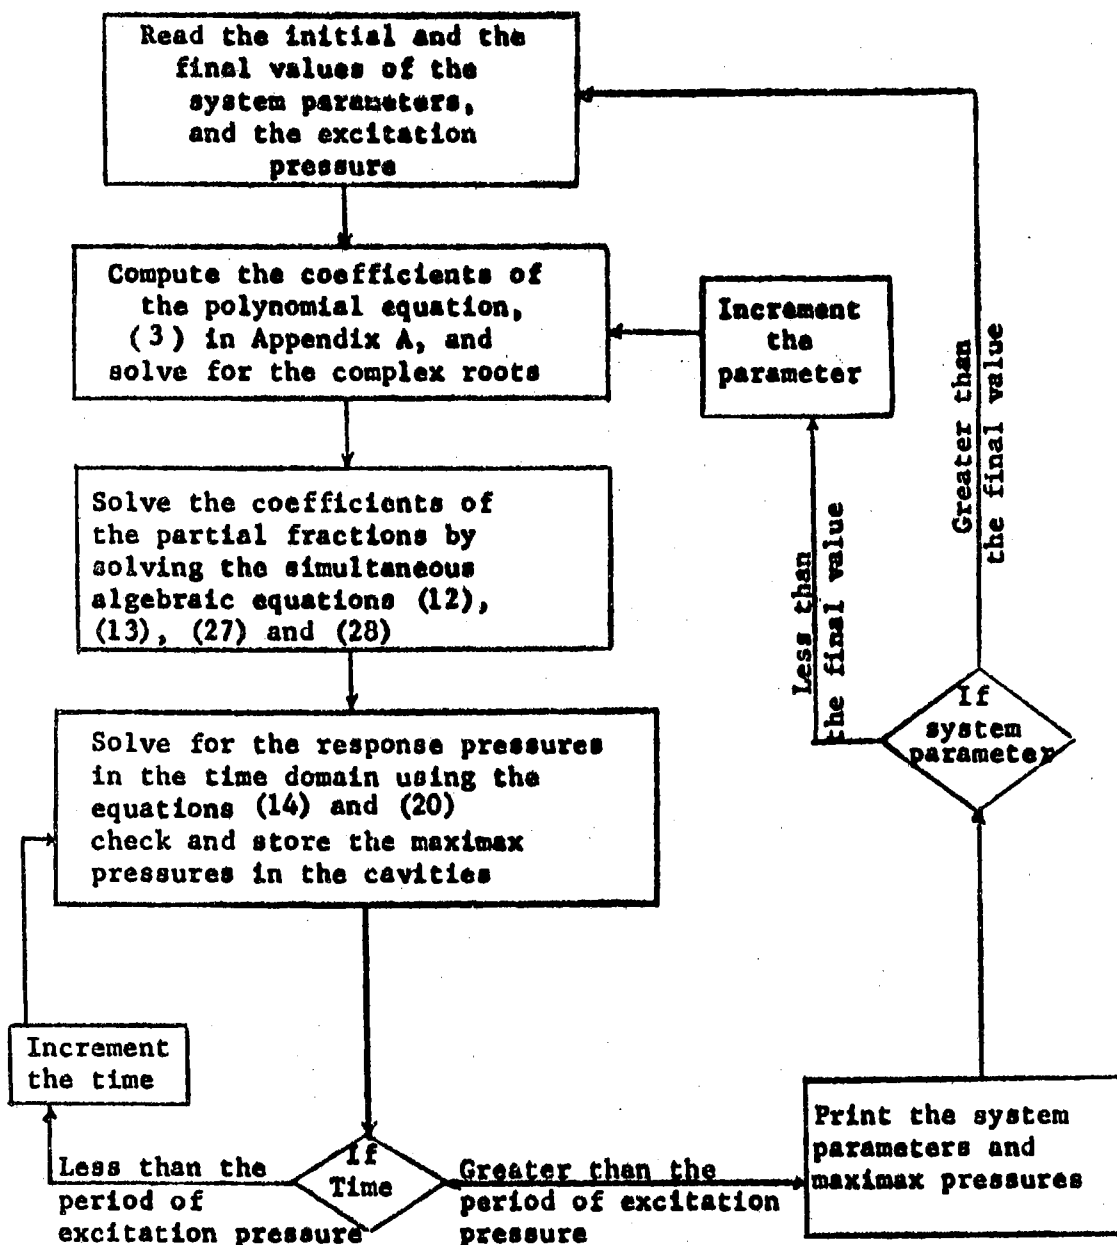 Read the initial and the
final values of the
system parameters,
and the excitation
pressure
Compute the coefficients of
the polynomial equation,
(3) in Appendix A, and
solve for the complex roots
Increment
the
parameter
Solve the coefficients of
the partial fractions by
solving the simultaneous
algebraic equations (12),
(13), (27) and (28)
Less than
the final value
Greater than
the final value
If
system
parameter
Solve for the response pressures
in the time domain using the
equations (14) and (20)
check and store the maximax
pressures in the cavities
Increment
the time
Less than the
period of
excitation pressure
If
Time
Greater than the
period of excitation
pressure
Print the system
parameters and
maximax pressures